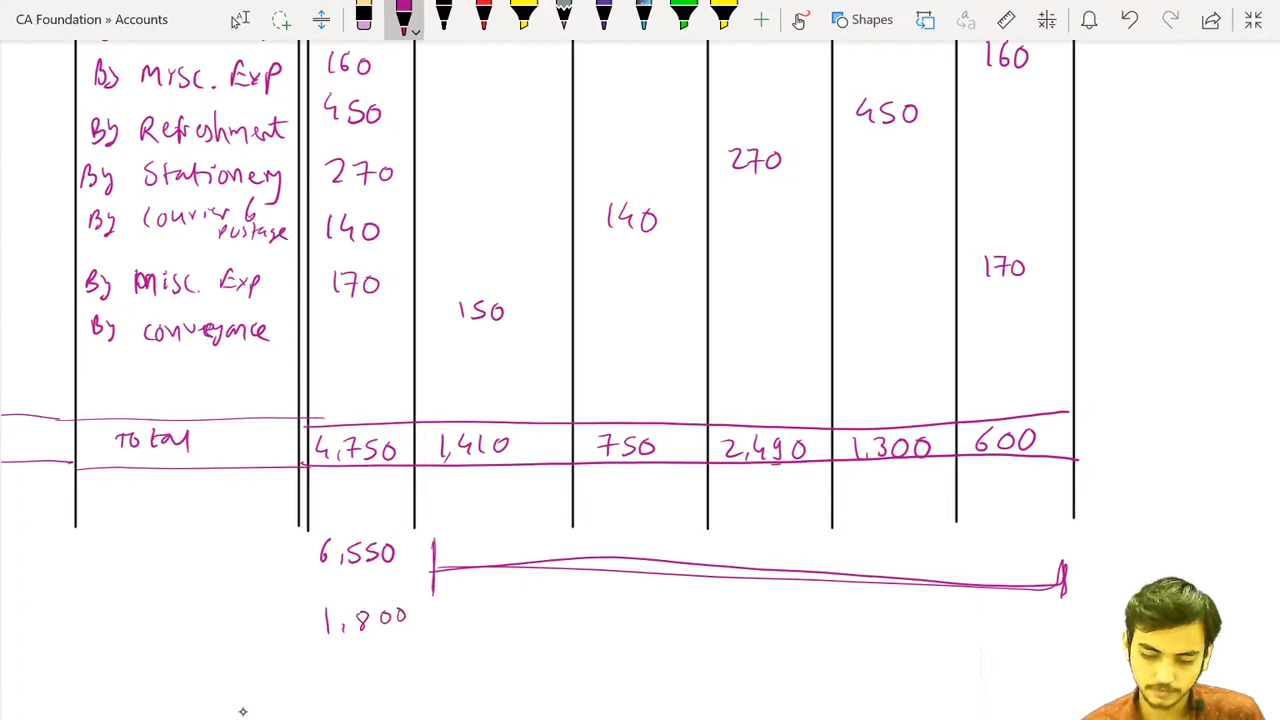 CA Foundation » Accounts
Shapes
By Misc. Exp 160 160
By Refreshment 450 450
By Stationery 270 270
By Courier & Postage 140 140
By Misc. Exp 170 170
By conveyance 150
Total 4,750 1,410 750 2,490 1,300 600
6,550
1,800